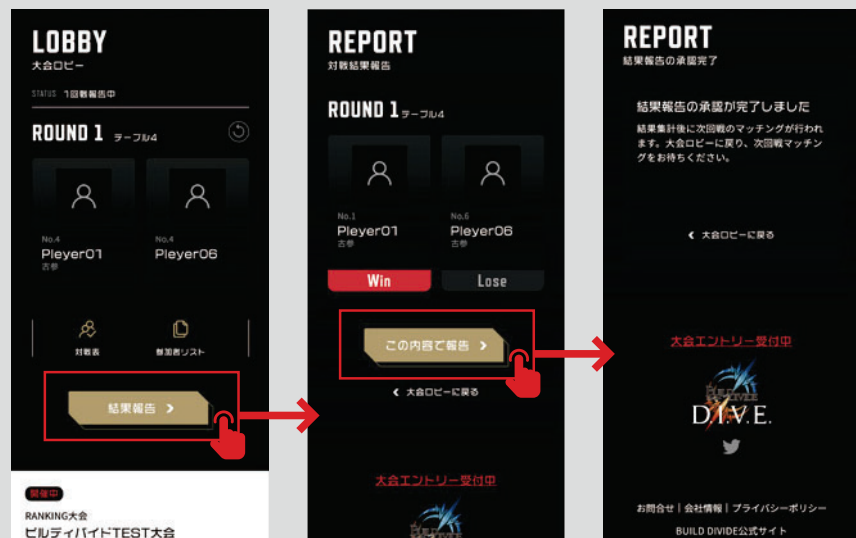 LOBBY
大会ロビー
STATUS 1回戦報告中
ROUND 1 テーブル4
No.4
Pleyer01
古参
No.4
Pleyer06
対戦表
参加者リスト
結果報告
開催中
RANKING大会
ビルディバイドTEST大会
REPORT
対戦結果報告
ROUND 1 テーブル4
No.1
Pleyer01
古参
No.6
Pleyer06
古参
Win
Lose
この内容で報告
大会ロビーに戻る
大会エントリー受付中
REPORT
結果報告の承認完了
結果報告の承認が完了しました
結果集計後に次回戦のマッチングが行われ
ます。大会ロビーに戻り、次回戦マッチン
グをお待ちください。
大会ロビーに戻る
大会エントリー受付中
BUILD
DIVIDE
D.I.V.E.
お問合せ|会社情報|プライバシーポリシー
BUILD DIVIDE公式サイト